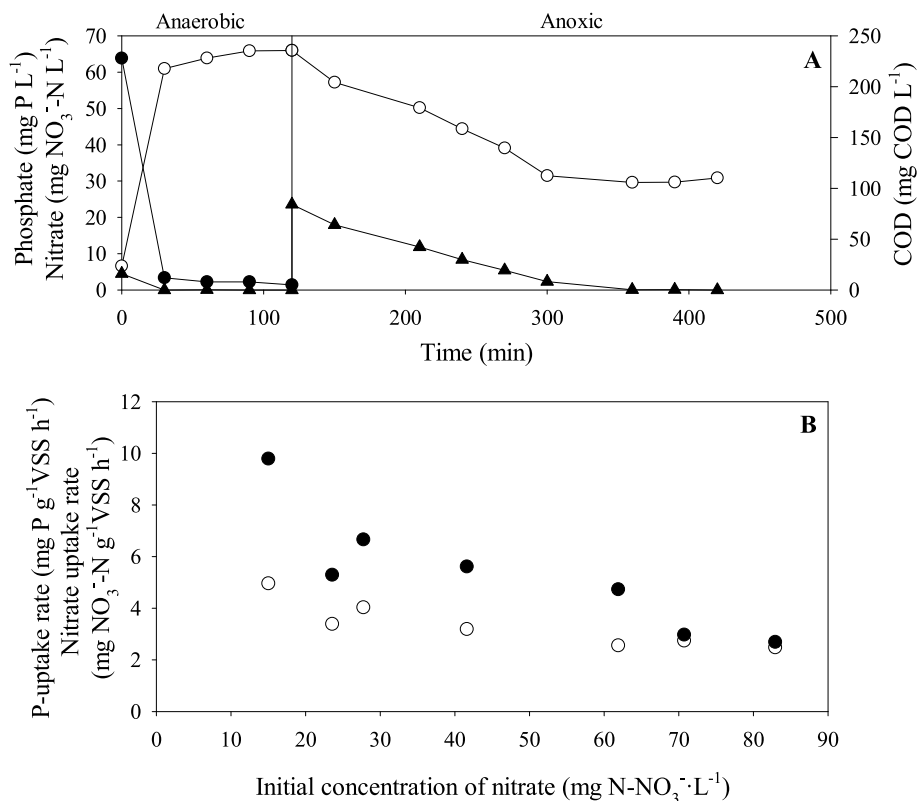 Anaerobic Anoxic
A
Phosphate (mg P L⁻¹)
Nitrate (mg NO₃⁻-N L⁻¹)
70
60
50
40
30
20
10
0
250
200
150
100
50
0
COD (mg COD L⁻¹)
0 100 200 300 400 500
Time (min)
B
P-uptake rate (mg P g⁻¹VSS h⁻¹)
Nitrate uptake rate
(mg NO₃⁻-N g⁻¹VSS h⁻¹)
12
10
8
6
4
2
0
0 10 20 30 40 50 60 70 80 90
Initial concentration of nitrate (mg N-NO₃⁻·L⁻¹)